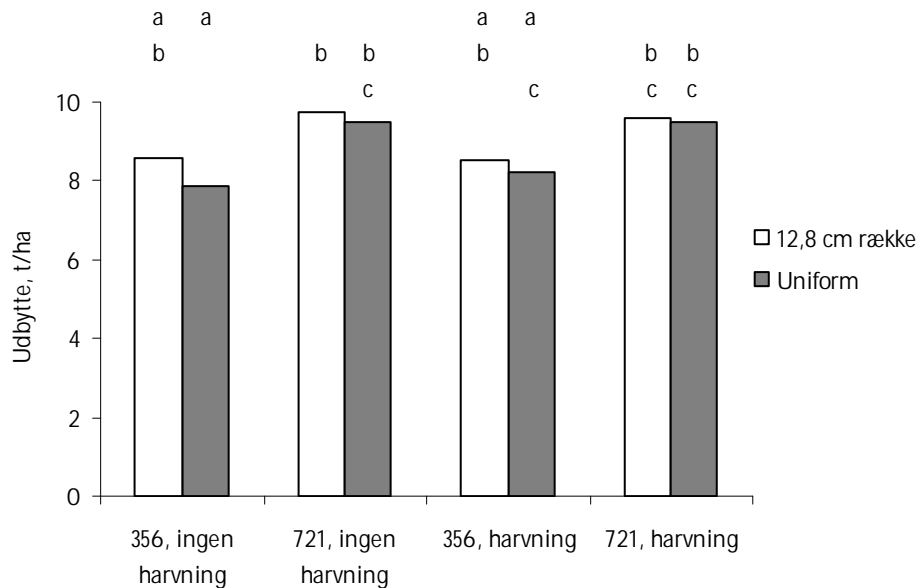 a a a a
b b b b b b
c c c c
10
8
6
4
2
0
Udbytte, t/ha
12,8 cm række
Uniform
356, ingen
harvning
721, ingen
harvning
356, harvning
721, harvning